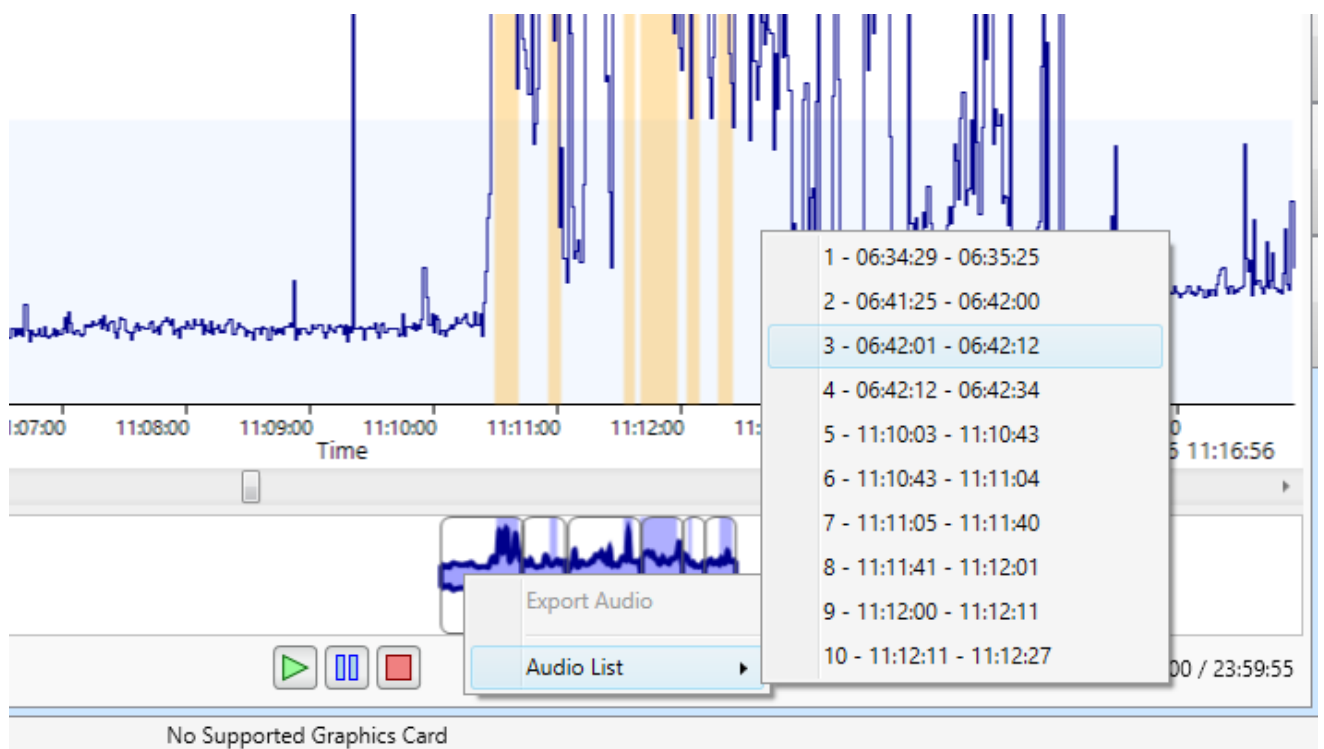 :07:00 11:08:00 11:09:00 11:10:00 11:11:00 11:12:00 11:
Time
11:16:56
1 - 06:34:29 - 06:35:25
2 - 06:41:25 - 06:42:00
3 - 06:42:01 - 06:42:12
4 - 06:42:12 - 06:42:34
5 - 11:10:03 - 11:10:43
6 - 11:10:43 - 11:11:04
7 - 11:11:05 - 11:11:40
8 - 11:11:41 - 11:12:01
9 - 11:12:00 - 11:12:11
10 - 11:12:11 - 11:12:27
Export Audio
Audio List
00 / 23:59:55
No Supported Graphics Card